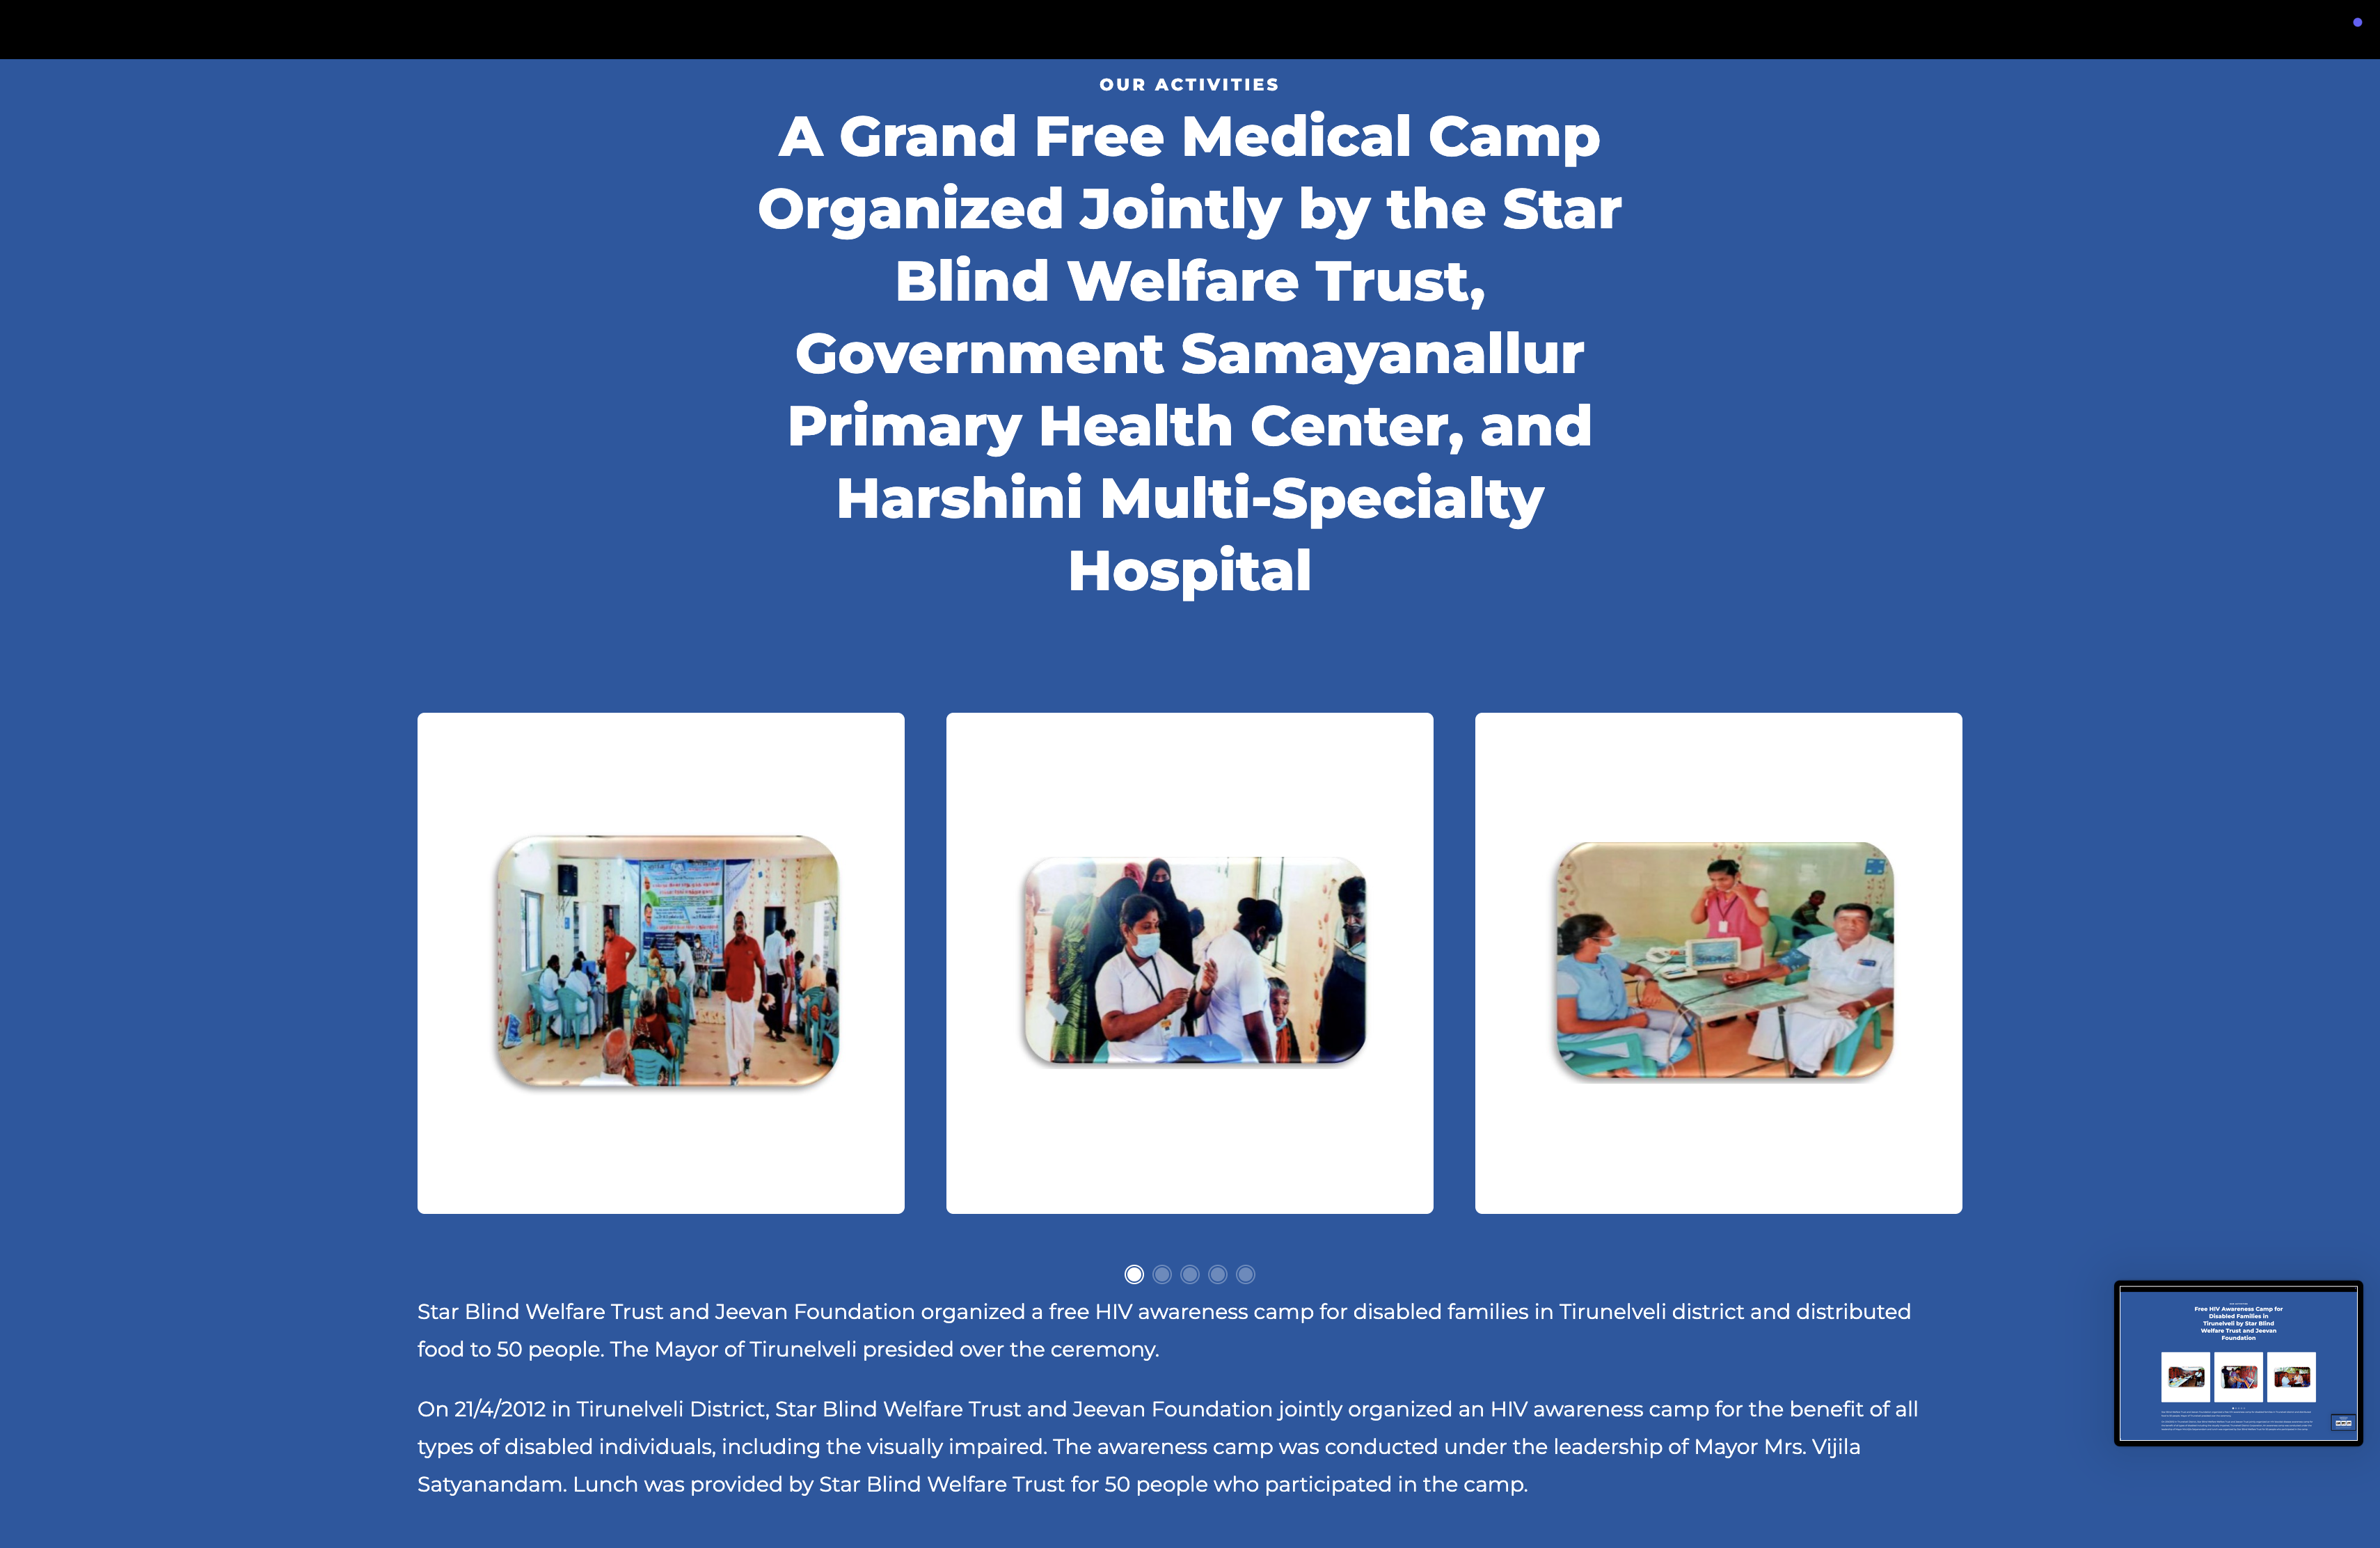 OUR ACTIVITIES
A Grand Free Medical Camp
Organized Jointly by the Star
Blind Welfare Trust,
Government Samayanallur
Primary Health Center, and
Harshini Multi-Specialty
Hospital
Star Blind Welfare Trust and Jeevan Foundation organized a free HIV awareness camp for disabled families in Tirunelveli district and distributed
food to 50 people. The Mayor of Tirunelveli presided over the ceremony.
On 21/4/2012 in Tirunelveli District, Star Blind Welfare Trust and Jeevan Foundation jointly organized an HIV awareness camp for the benefit of all
types of disabled individuals, including the visually impaired. The awareness camp was conducted under the leadership of Mayor Mrs. Vijila
Satyanandam. Lunch was provided by Star Blind Welfare Trust for 50 people who participated in the camp.
Free HIV Awareness Camp for
Disabled Families in
Tirunelveli by Star Blind
Welfare Trust and Jeevan
Foundation